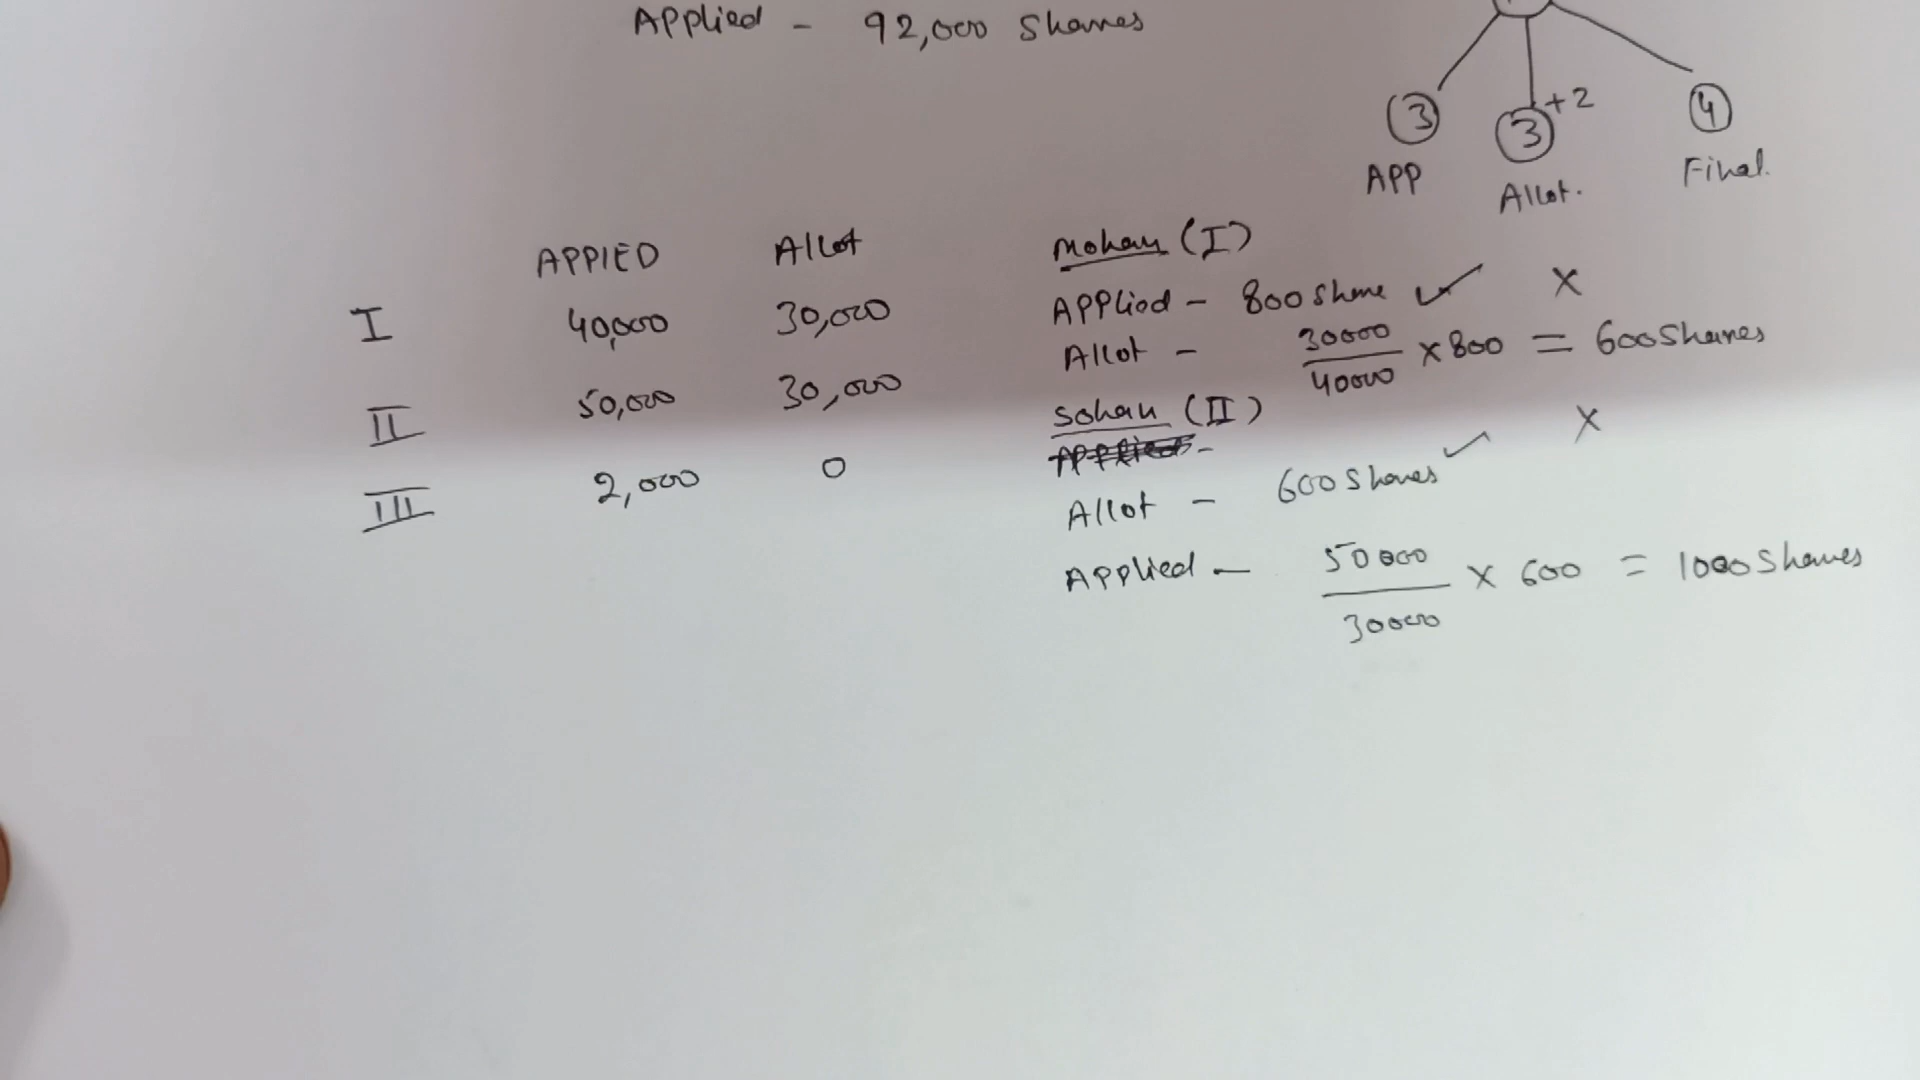 Applied - 92,000 Shares
3 3 +2 4
APP Allot. Final.
APPIED Allot
I 40,000 30,000
II 50,000 30,000
III 2,000 0
Mohan (I)
Applied - 800 Share ✓ X
Allot - 30000/40000 × 800 = 600 Shares
Sohan (II)
Allot - 600 Shares ✓ X
Applied - 50000/30000 × 600 = 1000 Shares